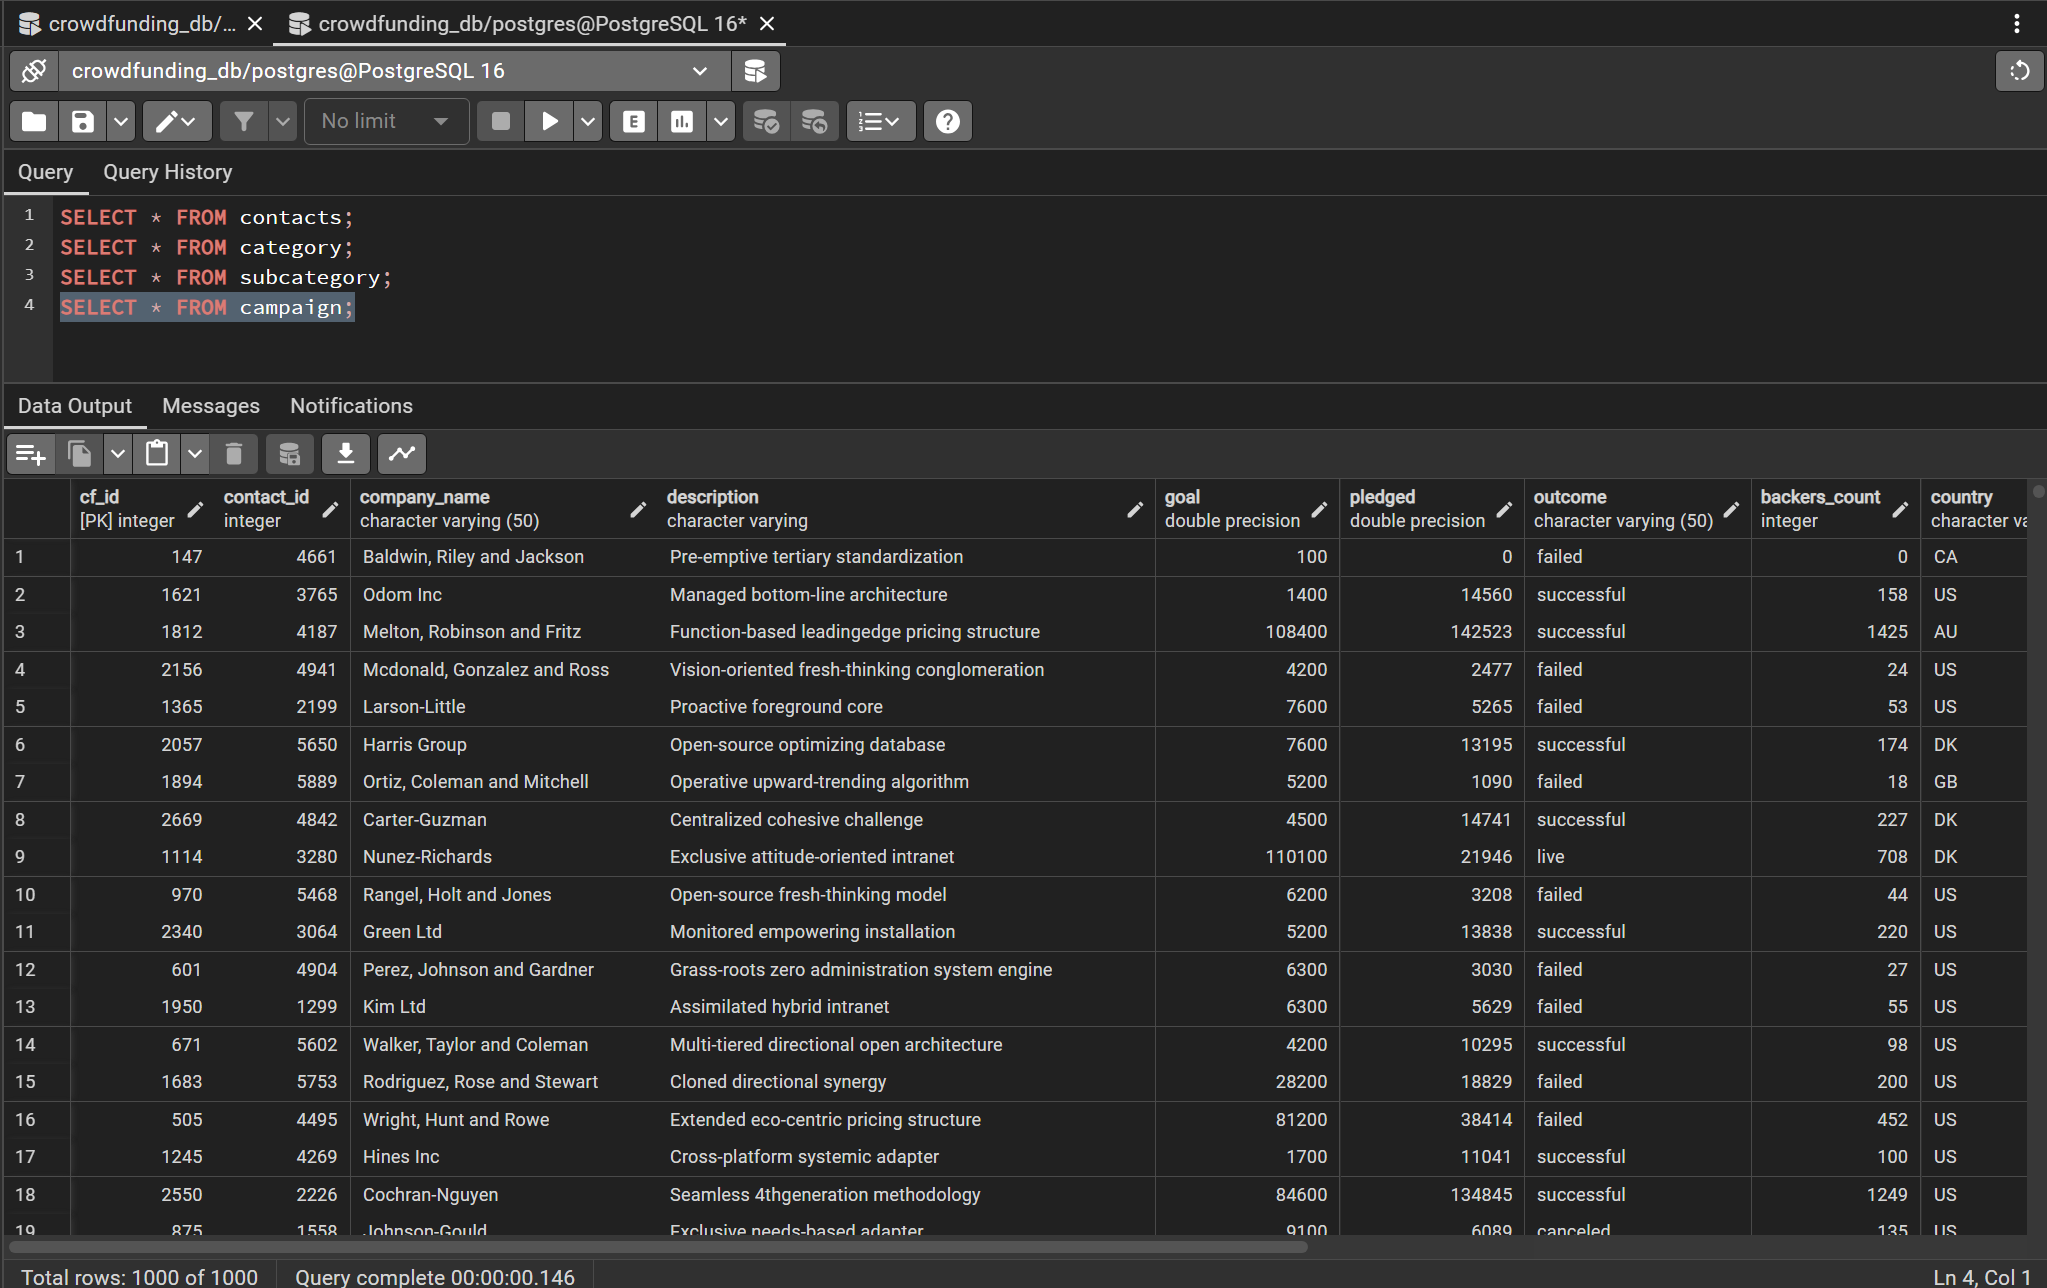 crowdfunding_db/... crowdfunding_db/postgres@PostgreSQL 16*
crowdfunding_db/postgres@PostgreSQL 16
No limit E
Query Query History
1 SELECT * FROM contacts;
2 SELECT * FROM category;
3 SELECT * FROM subcategory;
4 SELECT * FROM campaign;
Data Output Messages Notifications
cf_id contact_id company_name description goal pledged outcome backers_count country
[PK] integer integer character varying (50) character varying double precision double precision character varying (50) integer character va
1 147 4661 Baldwin, Riley and Jackson Pre-emptive tertiary standardization 100 0 failed 0 CA
2 1621 3765 Odom Inc Managed bottom-line architecture 1400 14560 successful 158 US
3 1812 4187 Melton, Robinson and Fritz Function-based leadingedge pricing structure 108400 142523 successful 1425 AU
4 2156 4941 Mcdonald, Gonzalez and Ross Vision-oriented fresh-thinking conglomeration 4200 2477 failed 24 US
5 1365 2199 Larson-Little Proactive foreground core 7600 5265 failed 53 US
6 2057 5650 Harris Group Open-source optimizing database 7600 13195 successful 174 DK
7 1894 5889 Ortiz, Coleman and Mitchell Operative upward-trending algorithm 5200 1090 failed 18 GB
8 2669 4842 Carter-Guzman Centralized cohesive challenge 4500 14741 successful 227 DK
9 1114 3280 Nunez-Richards Exclusive attitude-oriented intranet 110100 21946 live 708 DK
10 970 5468 Rangel, Holt and Jones Open-source fresh-thinking model 6200 3208 failed 44 US
11 2340 3064 Green Ltd Monitored empowering installation 5200 13838 successful 220 US
12 601 4904 Perez, Johnson and Gardner Grass-roots zero administration system engine 6300 3030 failed 27 US
13 1950 1299 Kim Ltd Assimilated hybrid intranet 6300 5629 failed 55 US
14 671 5602 Walker, Taylor and Coleman Multi-tiered directional open architecture 4200 10295 successful 98 US
15 1683 5753 Rodriguez, Rose and Stewart Cloned directional synergy 28200 18829 failed 200 US
16 505 4495 Wright, Hunt and Rowe Extended eco-centric pricing structure 81200 38414 failed 452 US
17 1245 4269 Hines Inc Cross-platform systemic adapter 1700 11041 successful 100 US
18 2550 2226 Cochran-Nguyen Seamless 4thgeneration methodology 84600 134845 successful 1249 US
19 875 1558 Johnson-Gould Exclusive needs-based adapter 9100 6089 canceled 135 US
Total rows: 1000 of 1000 Query complete 00:00:00.146 Ln 4, Col 1